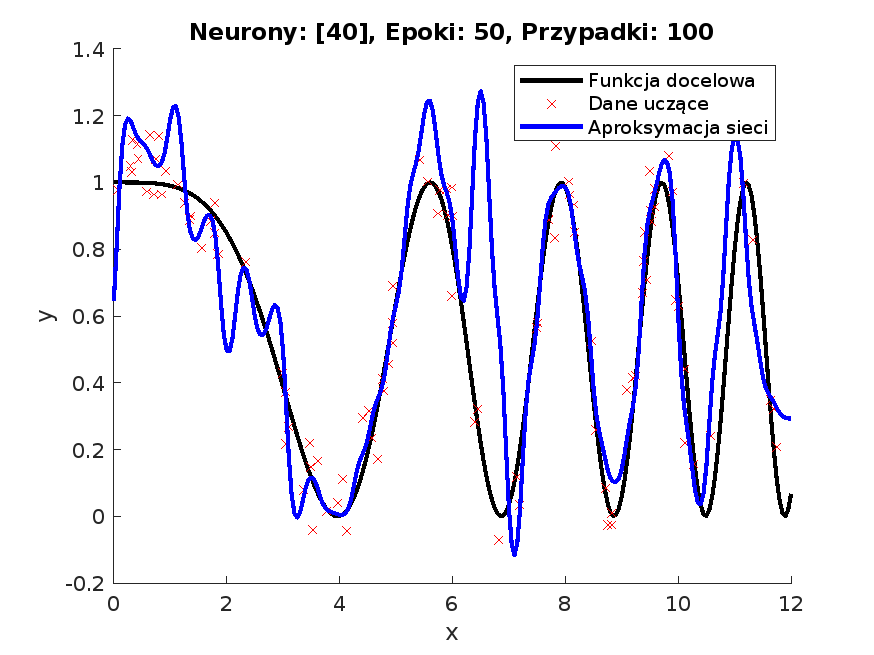 Neurony: [40], Epoki: 50, Przypadki: 100
1.4
1.2
1
0.8
0.6
0.4
0.2
0
-0.2
y
Funkcja docelowa
Dane uczące
Aproksymacja sieci
0 2 4 6 8 10 12
x